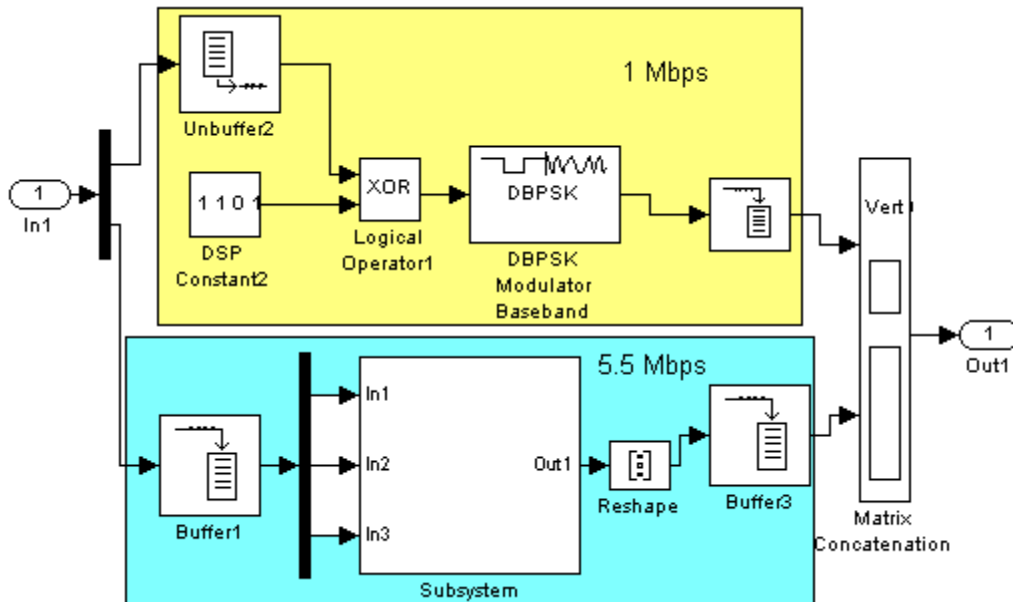 1
In1
Unbuffer2
1 1 0 1
DSP
Constant2
XOR
Logical
Operator1
DBPSK
DBPSK
Modulator
Baseband
1 Mbps
Vert
Matrix
Concatenation
1
Out1
5.5 Mbps
Buffer1
In1
In2
In3
Out1
Subsystem
Reshape
Buffer3